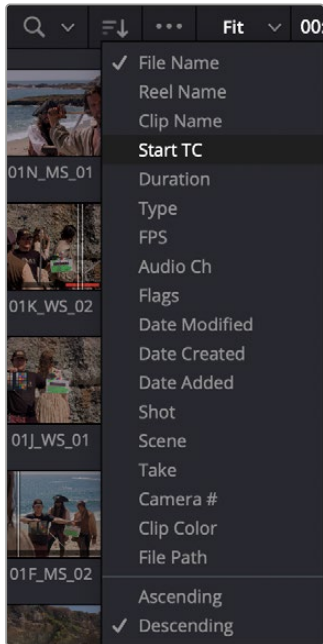 Fit 00:
✓ File Name
Reel Name
Clip Name
Start TC
Duration
Type
FPS
Audio Ch
Flags
Date Modified
Date Created
Date Added
Shot
Scene
Take
Camera #
Clip Color
File Path
Ascending
✓ Descending
01N_MS_01
01K_WS_02
01J_WS_01
01F_MS_02